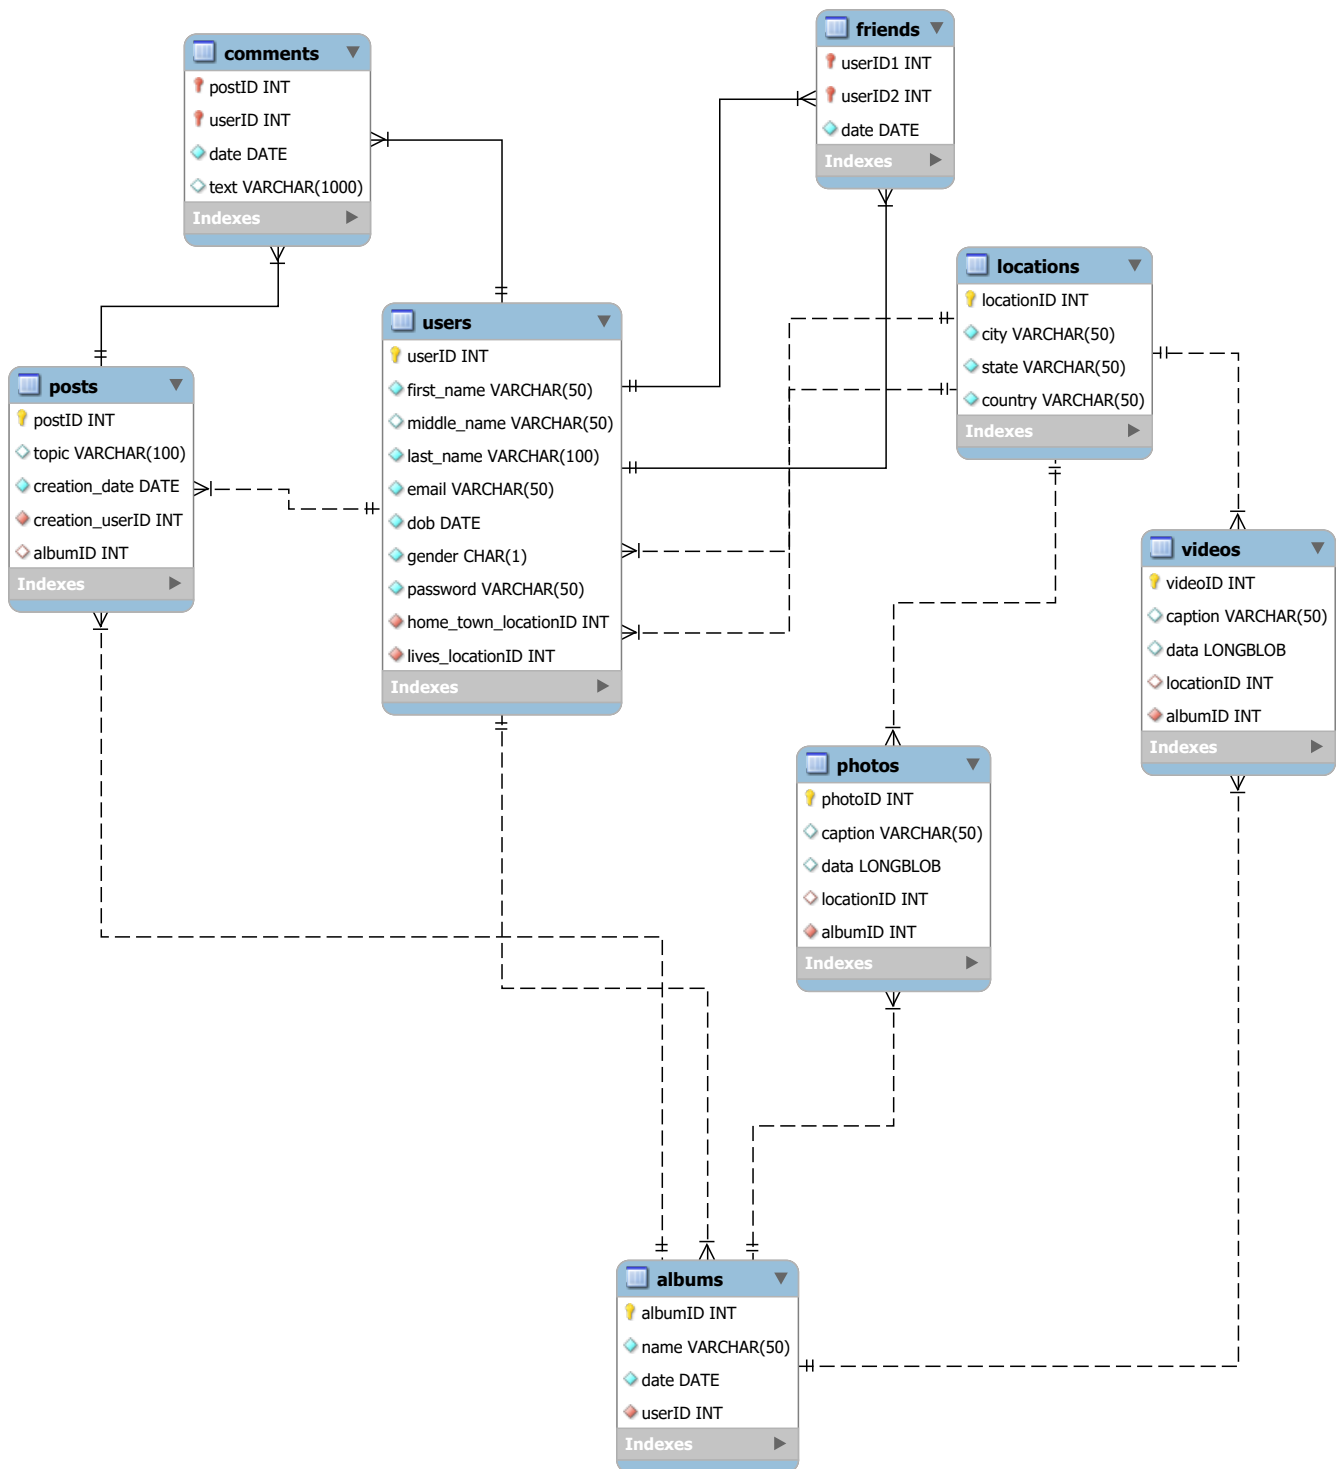 comments
postID INT
userID INT
date DATE
text VARCHAR(1000)
Indexes
friends
userID1 INT
userID2 INT
date DATE
Indexes
locations
locationID INT
city VARCHAR(50)
state VARCHAR(50)
country VARCHAR(50)
Indexes
users
userID INT
first_name VARCHAR(50)
middle_name VARCHAR(50)
last_name VARCHAR(100)
email VARCHAR(50)
dob DATE
gender CHAR(1)
password VARCHAR(50)
home_town_locationID INT
lives_locationID INT
Indexes
posts
postID INT
topic VARCHAR(100)
creation_date DATE
creation_userID INT
albumID INT
Indexes
videos
videoID INT
caption VARCHAR(50)
data LONGBLOB
locationID INT
albumID INT
Indexes
photos
photoID INT
caption VARCHAR(50)
data LONGBLOB
locationID INT
albumID INT
Indexes
albums
albumID INT
name VARCHAR(50)
date DATE
userID INT
Indexes